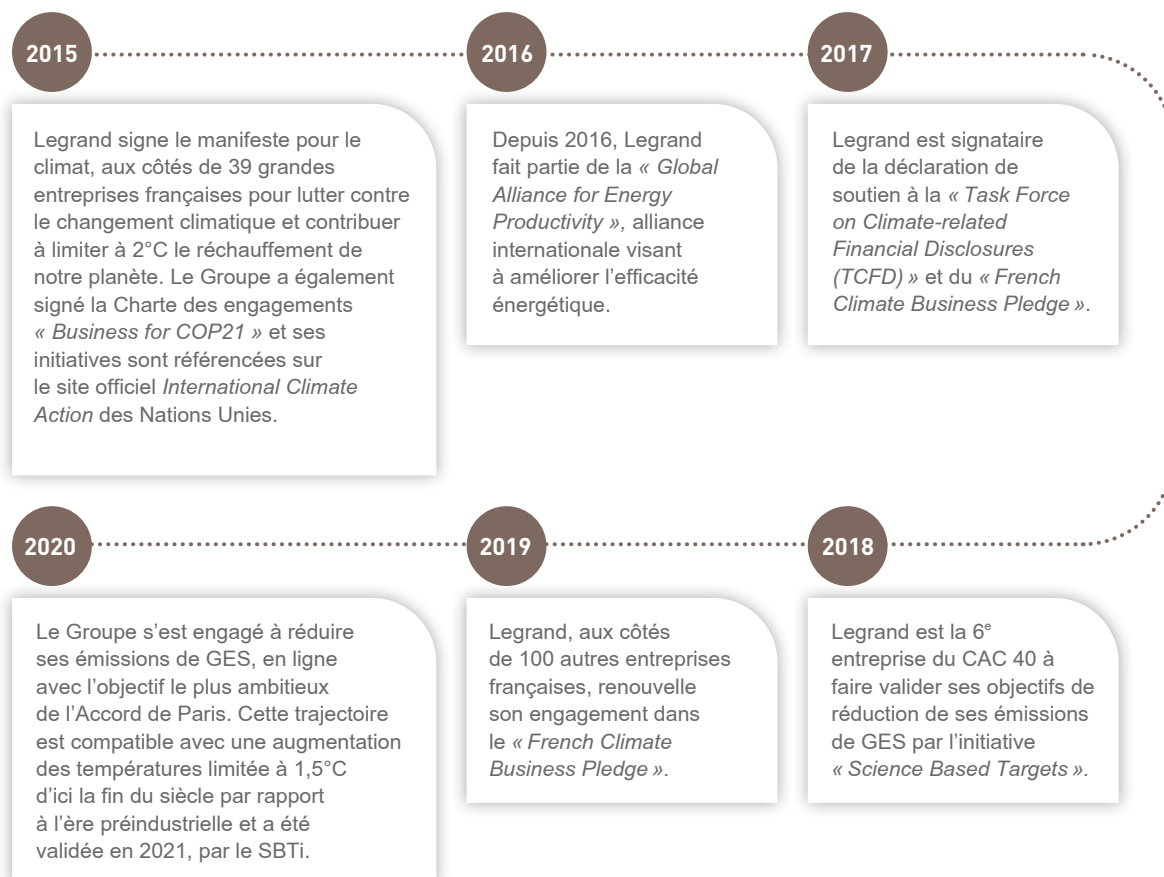 2015
Legrand signe le manifeste pour le
climat, aux côtés de 39 grandes
entreprises françaises pour lutter contre
le changement climatique et contribuer
à limiter à 2°C le réchauffement de
notre planète. Le Groupe a également
signé la Charte des engagements
« Business for COP21 » et ses
initiatives sont référencées sur
le site officiel International Climate
Action des Nations Unies.
2016
Depuis 2016, Legrand
fait partie de la « Global
Alliance for Energy
Productivity », alliance
internationale visant
à améliorer l’efficacité
énergétique.
2017
Legrand est signataire
de la déclaration de
soutien à la « Task Force
on Climate-related
Financial Disclosures
(TCFD) » et du « French
Climate Business Pledge ».
2018
Legrand est la 6e
entreprise du CAC 40 à
faire valider ses objectifs de
réduction de ses émissions
de GES par l’initiative
« Science Based Targets ».
2019
Legrand, aux côtés
de 100 autres entreprises
françaises, renouvelle
son engagement dans
le « French Climate
Business Pledge ».
2020
Le Groupe s’est engagé à réduire
ses émissions de GES, en ligne
avec l’objectif le plus ambitieux
de l’Accord de Paris. Cette trajectoire
est compatible avec une augmentation
des températures limitée à 1,5°C
d’ici la fin du siècle par rapport
à l’ère préindustrielle et a été
validée en 2021, par le SBTi.